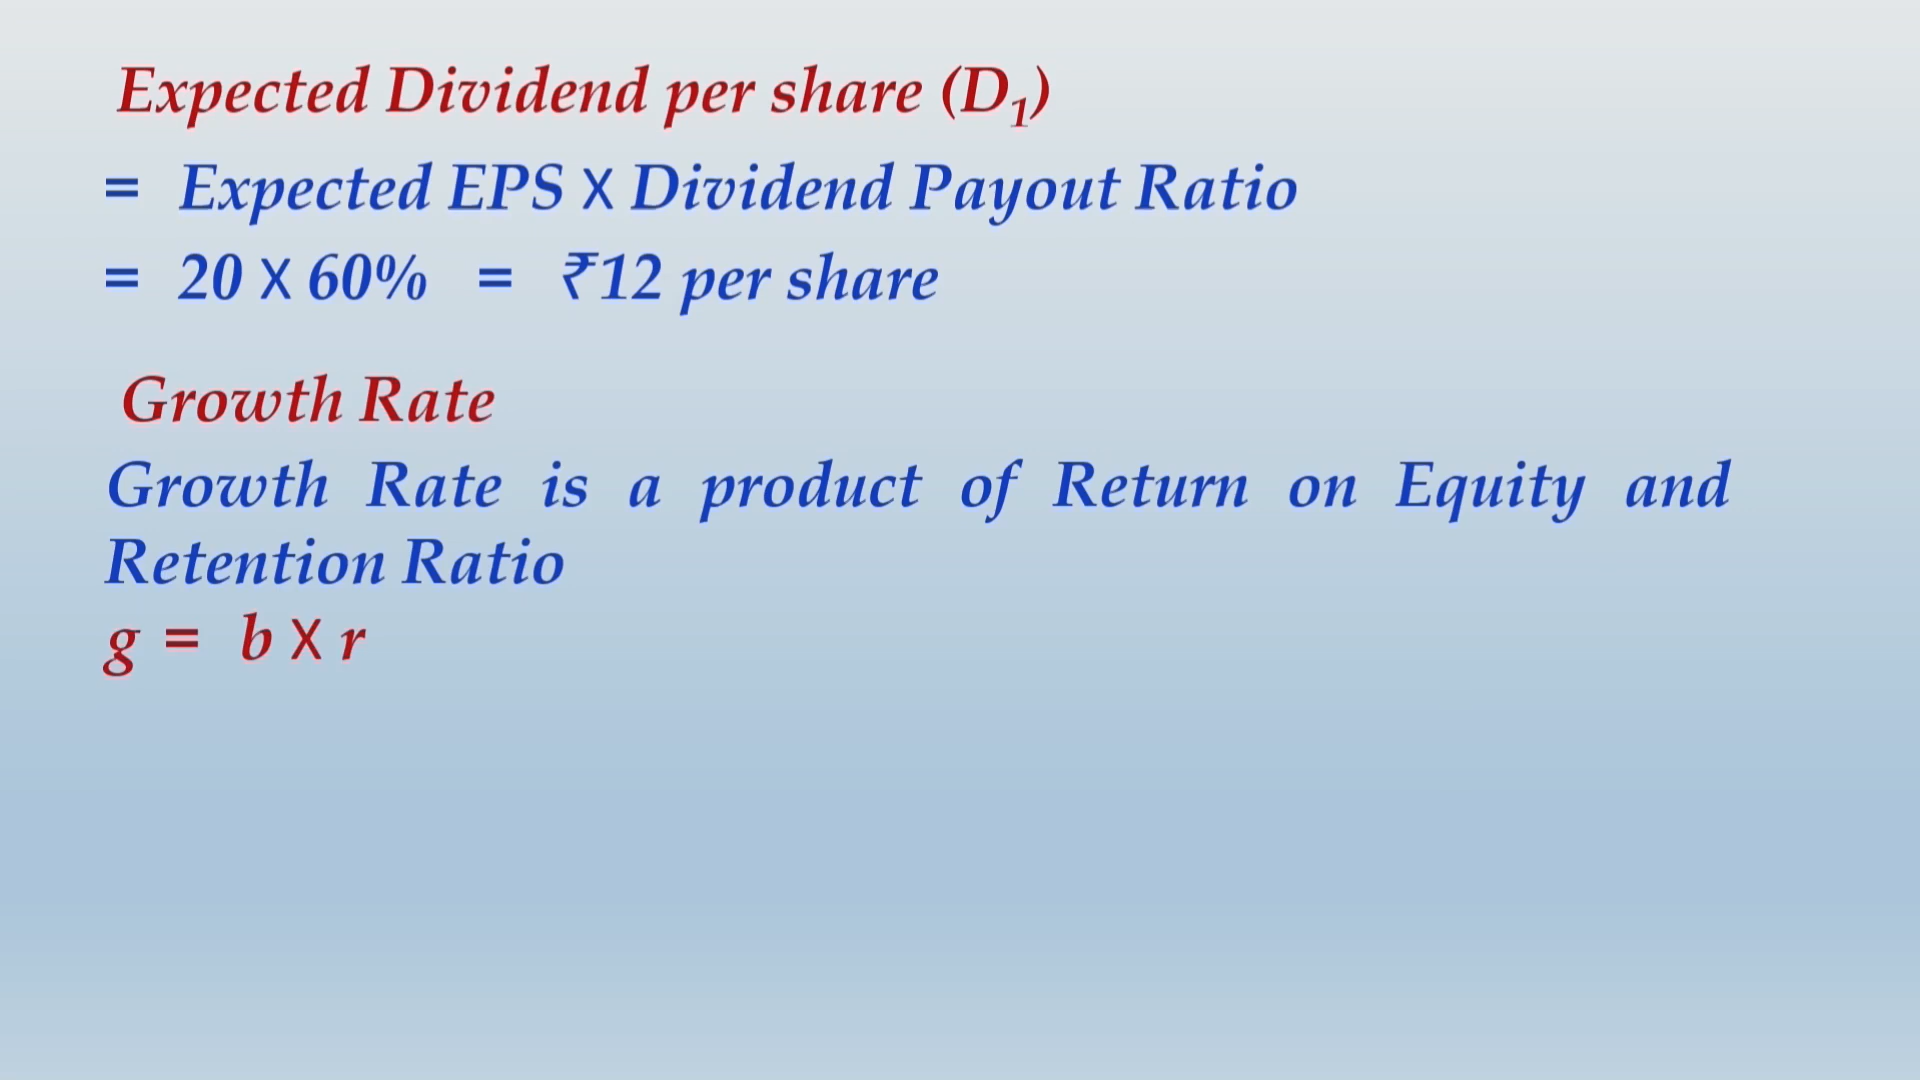 Expected Dividend per share (D₁)
= Expected EPS X Dividend Payout Ratio
= 20 X 60% = ₹12 per share
Growth Rate
Growth Rate is a product of Return on Equity and
Retention Ratio
g = b X r